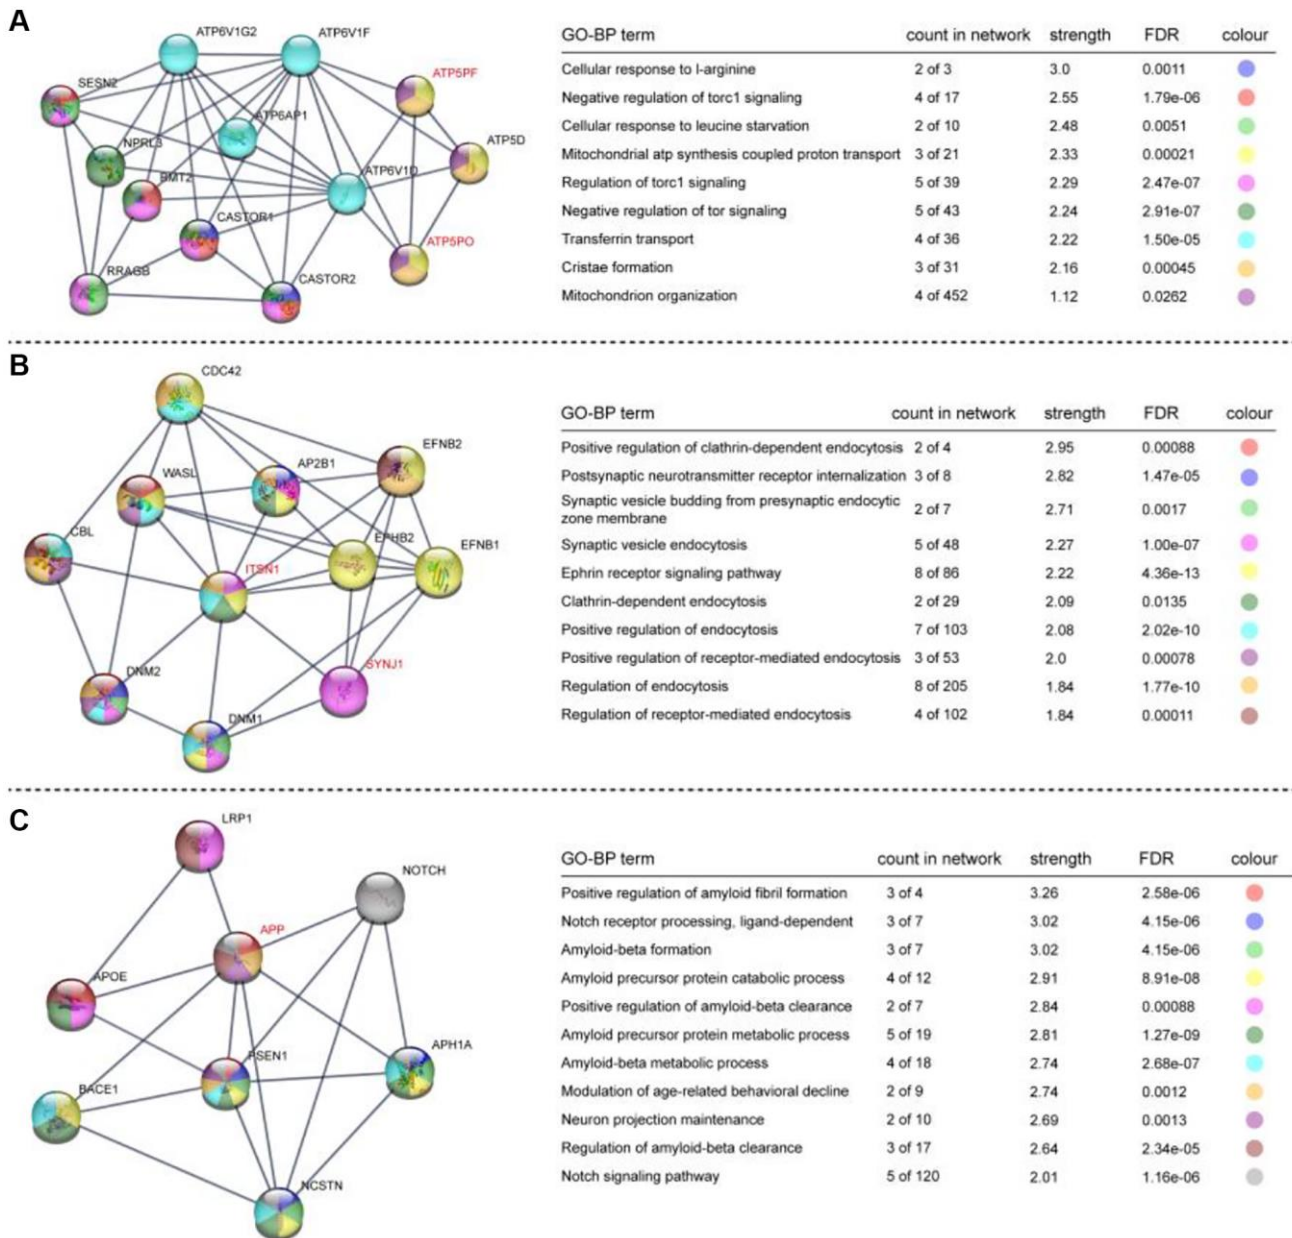 A
ATP6V1G2
ATP6V1F
SESN2
ATP5PF
ATP6AP1
ATP5D
NPRL3
ATP6V1D
BMT2
CASTOR1
ATP5PO
RRAGB
CASTOR2
GO-BP term count in network strength FDR colour
Cellular response to l-arginine 2 of 3 3.0 0.0011
Negative regulation of torc1 signaling 4 of 17 2.55 1.79e-06
Cellular response to leucine starvation 2 of 10 2.48 0.0051
Mitochondrial atp synthesis coupled proton transport 3 of 21 2.33 0.00021
Regulation of torc1 signaling 5 of 39 2.29 2.47e-07
Negative regulation of tor signaling 5 of 43 2.24 2.91e-07
Transferrin transport 4 of 36 2.22 1.50e-05
Cristae formation 3 of 31 2.16 0.00045
Mitochondrion organization 4 of 452 1.12 0.0262
B
CDC42
EFNB2
WASL
AP2B1
CBL
EPHB2
EFNB1
ITSN1
DNM2
SYNJ1
DNM1
GO-BP term count in network strength FDR colour
Positive regulation of clathrin-dependent endocytosis 2 of 4 2.95 0.00088
Postsynaptic neurotransmitter receptor internalization 3 of 8 2.82 1.47e-05
Synaptic vesicle budding from presynaptic endocytic
zone membrane 2 of 7 2.71 0.0017
Synaptic vesicle endocytosis 5 of 48 2.27 1.00e-07
Ephrin receptor signaling pathway 8 of 86 2.22 4.36e-13
Clathrin-dependent endocytosis 2 of 29 2.09 0.0135
Positive regulation of endocytosis 7 of 103 2.08 2.02e-10
Positive regulation of receptor-mediated endocytosis 3 of 53 2.0 0.00078
Regulation of endocytosis 8 of 205 1.84 1.77e-10
Regulation of receptor-mediated endocytosis 4 of 102 1.84 0.00011
C
LRP1
NOTCH
APP
APOE
PSEN1
APH1A
BACE1
NCSTN
GO-BP term count in network strength FDR colour
Positive regulation of amyloid fibril formation 3 of 4 3.26 2.58e-06
Notch receptor processing, ligand-dependent 3 of 7 3.02 4.15e-06
Amyloid-beta formation 3 of 7 3.02 4.15e-06
Amyloid precursor protein catabolic process 4 of 12 2.91 8.91e-08
Positive regulation of amyloid-beta clearance 2 of 7 2.84 0.00088
Amyloid precursor protein metabolic process 5 of 19 2.81 1.27e-09
Amyloid-beta metabolic process 4 of 18 2.74 2.68e-07
Modulation of age-related behavioral decline 2 of 9 2.74 0.0012
Neuron projection maintenance 2 of 10 2.69 0.0013
Regulation of amyloid-beta clearance 3 of 17 2.64 2.34e-05
Notch signaling pathway 5 of 120 2.01 1.16e-06